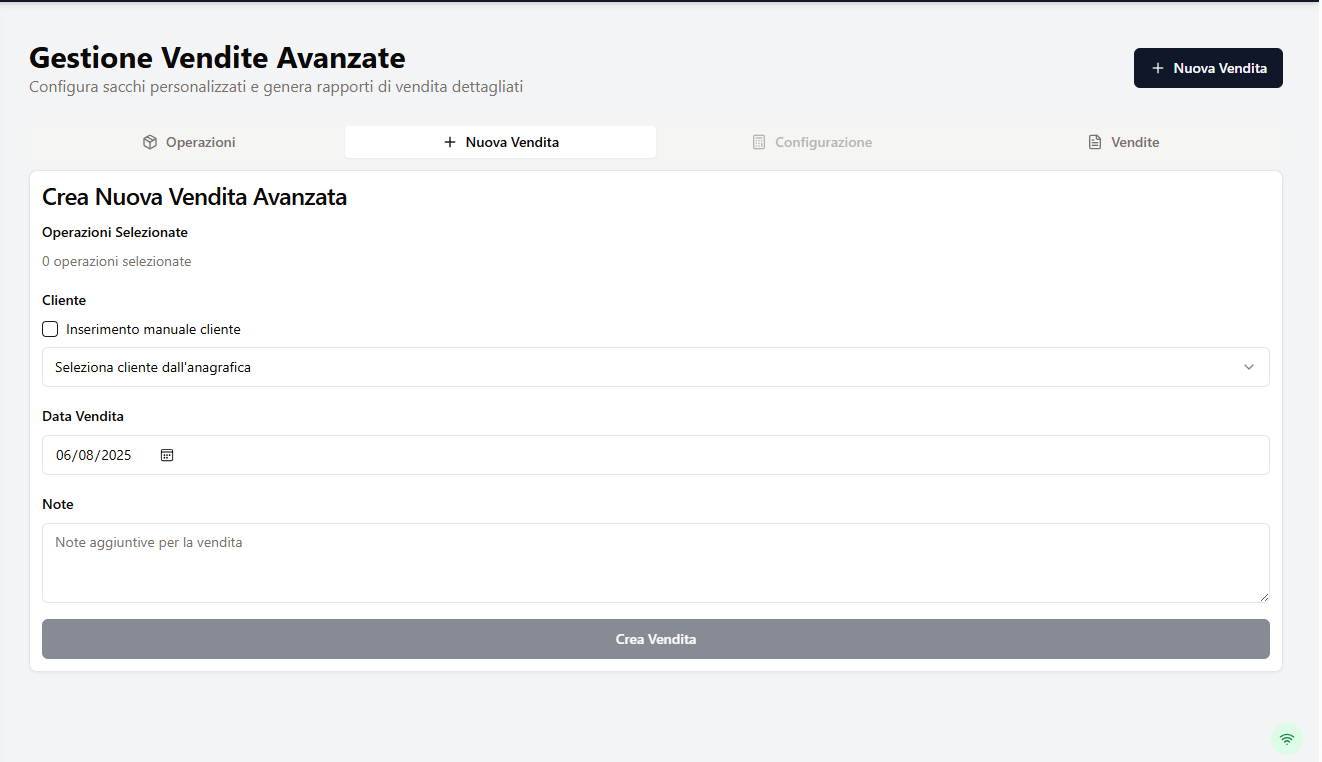 Gestione Vendite Avanzate
Configura sacchi personalizzati e genera rapporti di vendita dettagliati
Nuova Vendita
Operazioni
Nuova Vendita
Configurazione
Vendite
Crea Nuova Vendita Avanzata
Operazioni Selezionate
0 operazioni selezionate
Cliente
Inserimento manuale cliente
Seleziona cliente dall'anagrafica
Data Vendita
06/08/2025
Note
Note aggiuntive per la vendita
Crea Vendita